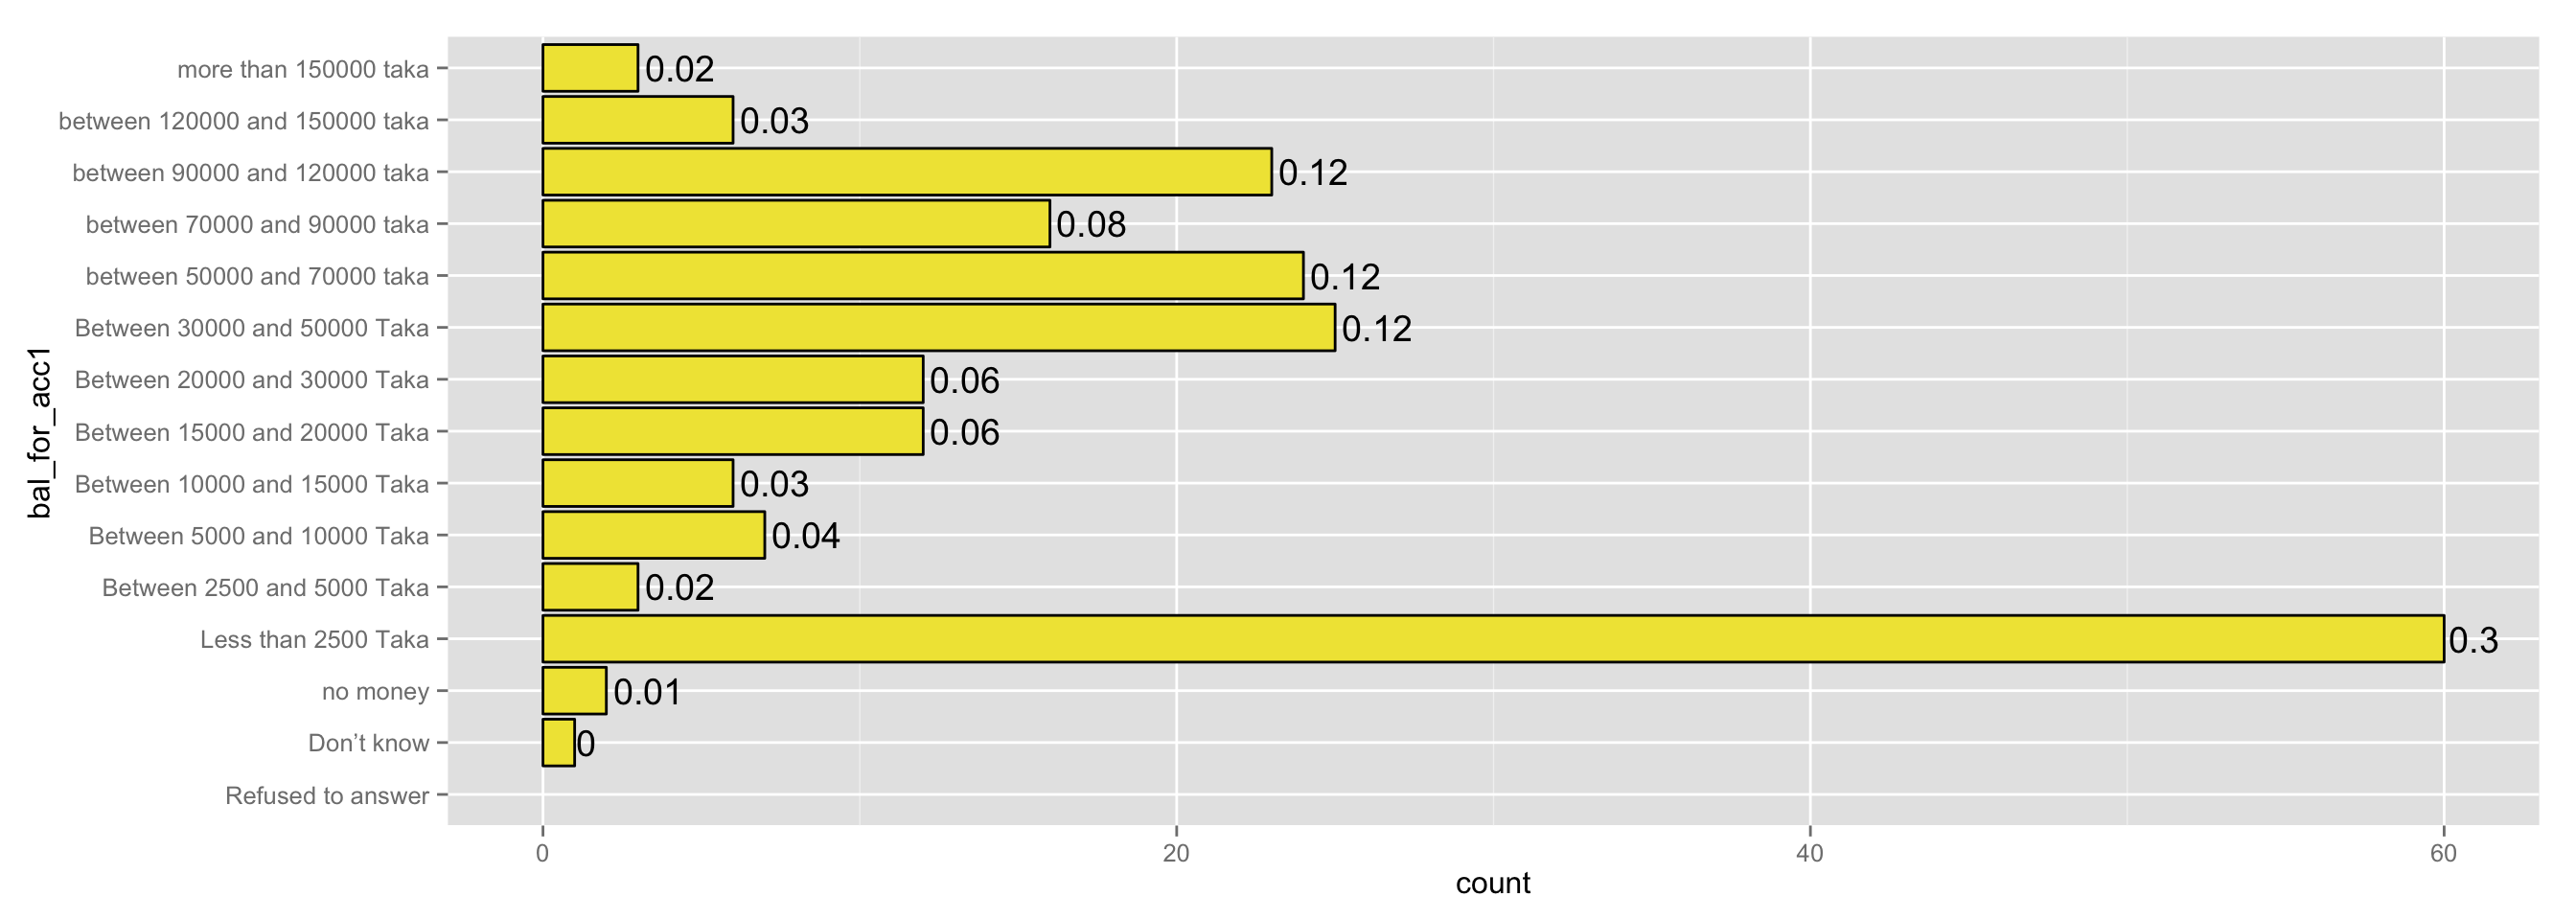 more than 150000 taka 0.02
between 120000 and 150000 taka 0.03
between 90000 and 120000 taka 0.12
between 70000 and 90000 taka 0.08
between 50000 and 70000 taka 0.12
Between 30000 and 50000 Taka 0.12
Between 20000 and 30000 Taka 0.06
Between 15000 and 20000 Taka 0.06
Between 10000 and 15000 Taka 0.03
Between 5000 and 10000 Taka 0.04
Between 2500 and 5000 Taka 0.02
Less than 2500 Taka 0.3
no money 0.01
Don’t know 0
Refused to answer
bal_for_acc1
0 20 40 60
count